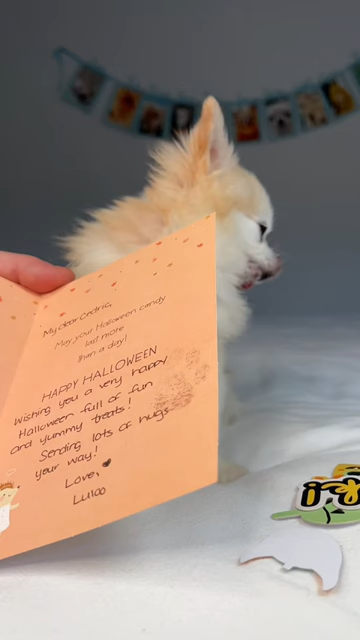 My dear Cedric,
May your Halloween candy
last more
than a day!
HAPPY HALLOWEEN
Wishing you a very happy
Halloween full of fun
and yummy treats!
Sending lots of hugs
your way!
Love,
Luloo